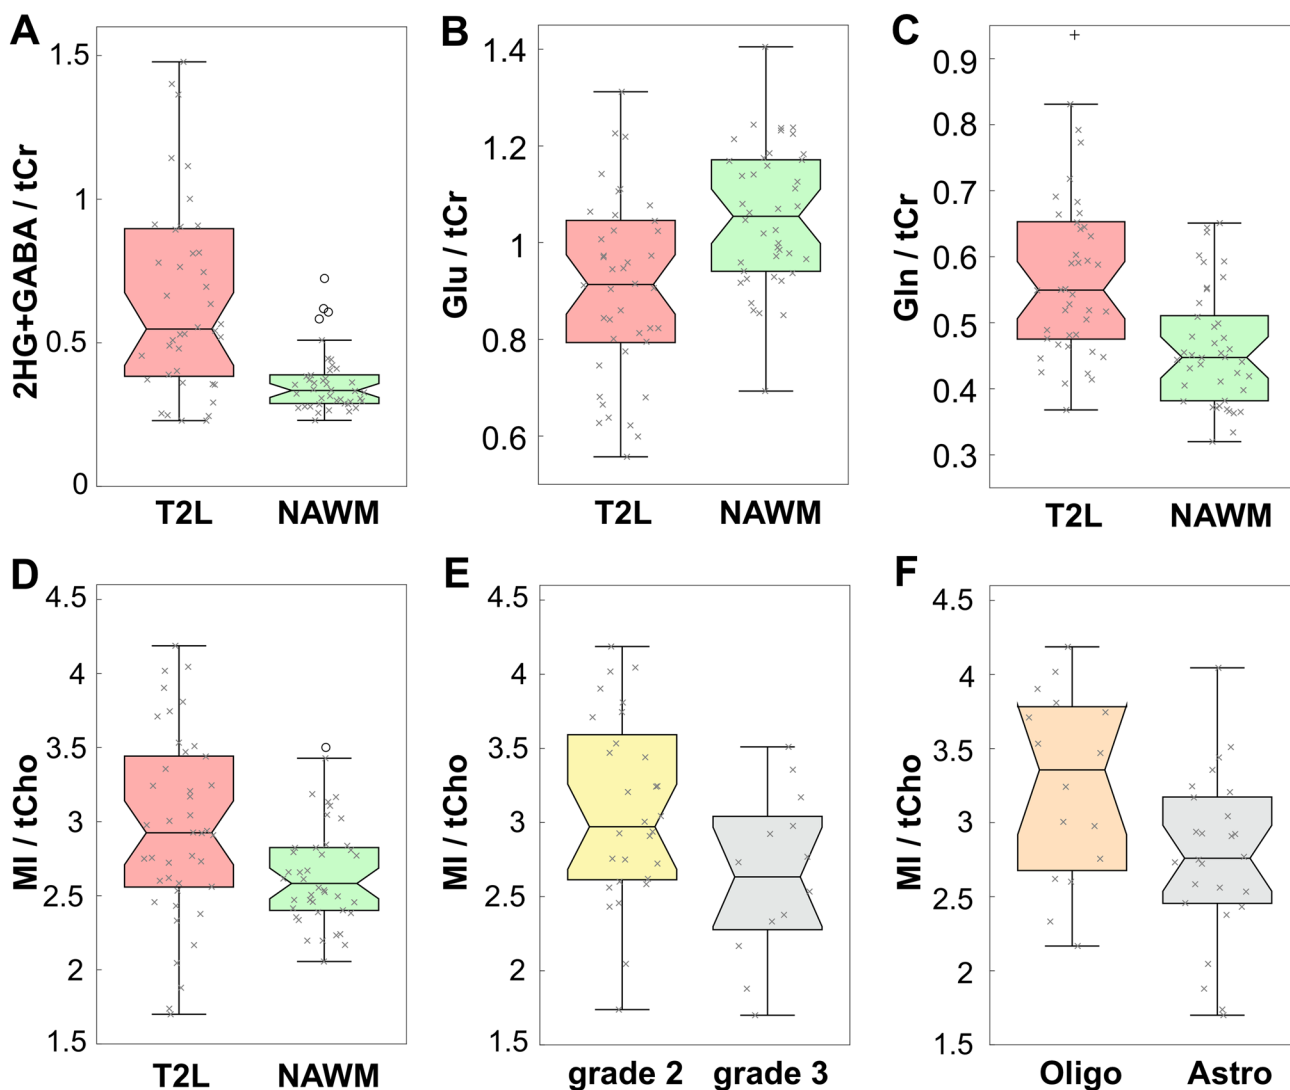 A
2HG+GABA / tCr
1.5
1
0.5
0
T2L NAWM
B
Glu / tCr
1.4
1.2
1
0.8
0.6
T2L NAWM
C
Gln / tCr
0.9
0.8
0.7
0.6
0.5
0.4
0.3
T2L NAWM
D
MI / tCho
4.5
4
3.5
3
2.5
2
1.5
T2L NAWM
E
MI / tCho
4.5
4
3.5
3
2.5
2
1.5
grade 2 grade 3
F
MI / tCho
4.5
4
3.5
3
2.5
2
1.5
Oligo Astro